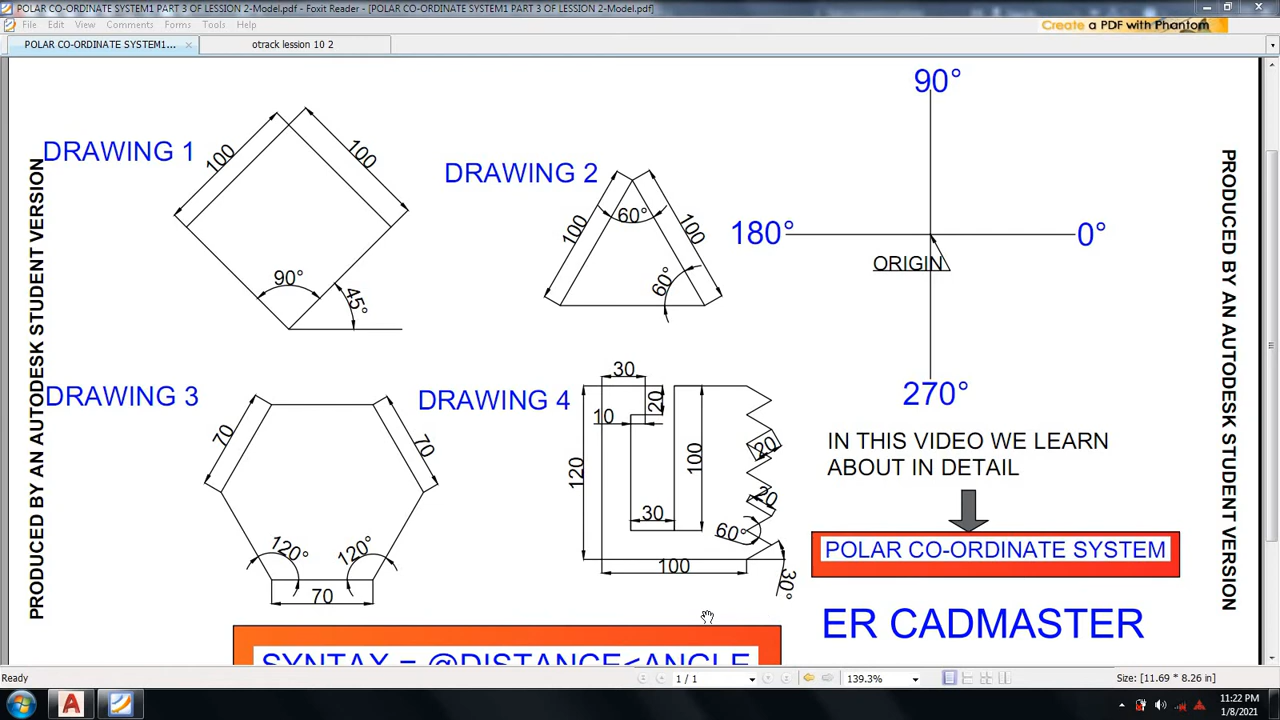 POLAR CO-ORDINATE SYSTEM1 PART 3 OF LESSION 2-Model.pdf - Foxit Reader - [POLAR CO-ORDINATE SYSTEM1 PART 3 OF LESSION 2-Model.pdf]
File Edit View Comments Forms Tools Help
Create a PDF with Phantom
POLAR CO-ORDINATE SYSTEM1... otrack lession 10 2
PRODUCED BY AN AUTODESK STUDENT VERSION
DRAWING 1
100
100
90°
45°
DRAWING 2
100
100
60°
60°
90°
180°
0°
ORIGIN
270°
DRAWING 3
70
70
120°
120°
70
DRAWING 4
30
20
10
120
100
30
20
20
60°
100
30°
IN THIS VIDEO WE LEARN
ABOUT IN DETAIL
POLAR CO-ORDINATE SYSTEM
ER CADMASTER
SYNTAX = @DISTANCE<ANGLE
PRODUCED BY AN AUTODESK STUDENT VERSION
Ready
1 / 1
139.3%
Size: [11.69 * 8.26 in]
11:22 PM
1/8/2021